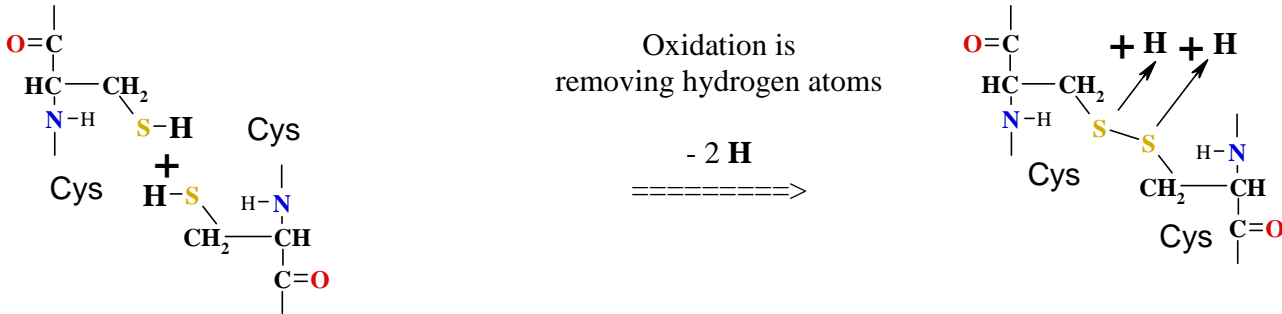 O=C
HC-CH2
N-H
S-H
Cys
+
Cys
H-S
H-N
CH2
CH
C=O
Oxidation is
removing hydrogen atoms
- 2 H
=========>
O=C
+ H + H
HC
CH2
N-H
S
S
Cys
H-N
CH2
CH
Cys
C=O